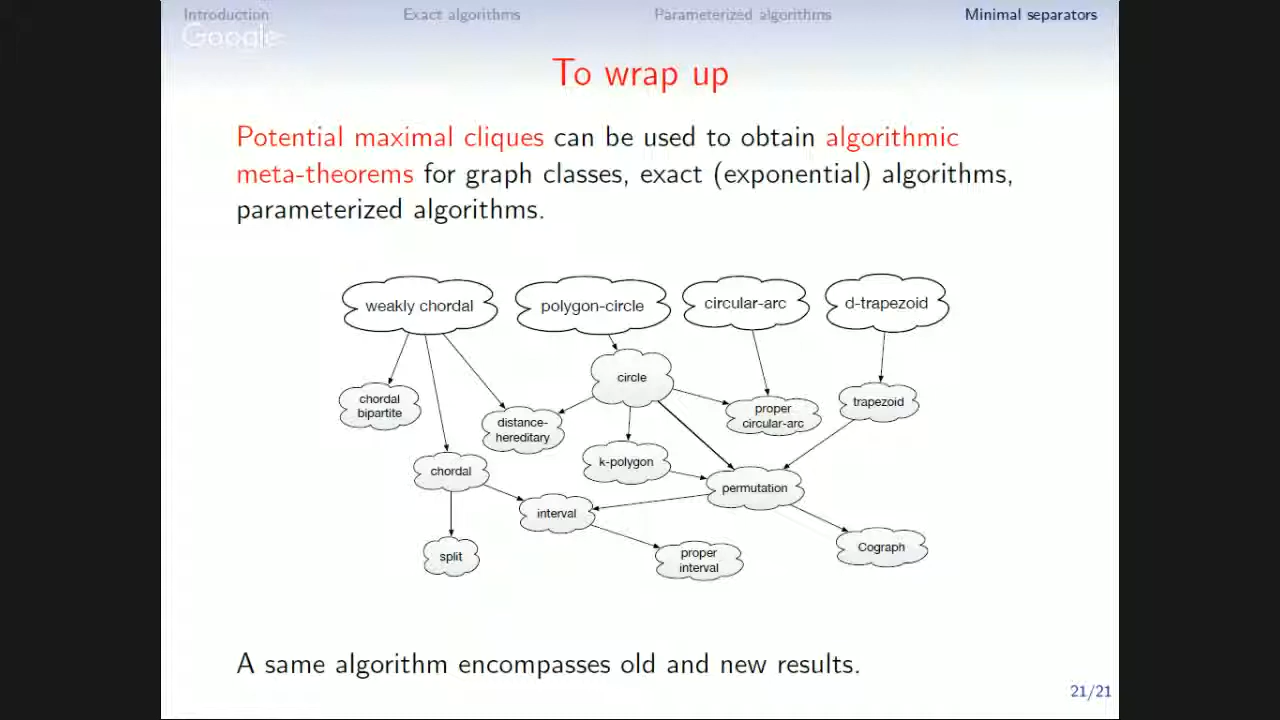 Introduction Exact algorithms Parameterized algorithms Minimal separators
Google
To wrap up
Potential maximal cliques can be used to obtain algorithmic
meta-theorems for graph classes, exact (exponential) algorithms,
parameterized algorithms.
weakly chordal polygon-circle circular-arc d-trapezoid
circle
chordal
bipartite
distance-
hereditary
proper
circular-arc
trapezoid
chordal
k-polygon
permutation
interval
split
proper
interval
Cograph
A same algorithm encompasses old and new results.
21/21